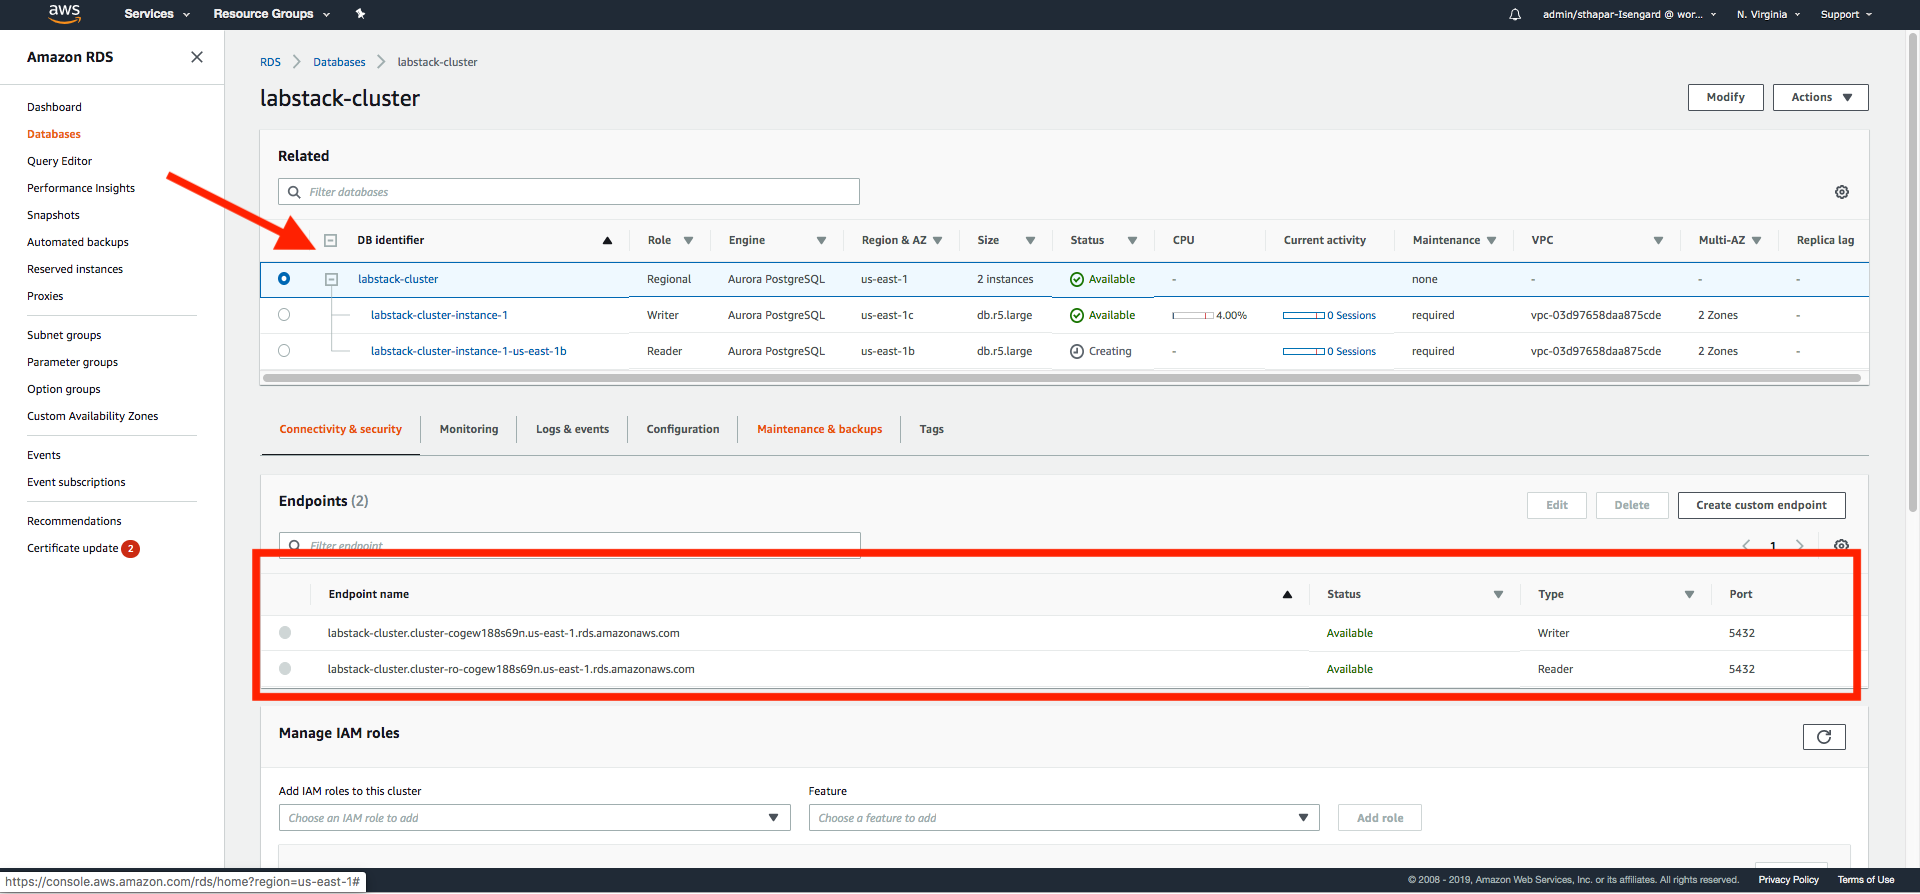 aws Services Resource Groups admin/sthapar-Isengard @ wor... N. Virginia Support
Amazon RDS
Dashboard
Databases
Query Editor
Performance Insights
Snapshots
Automated backups
Reserved instances
Proxies
Subnet groups
Parameter groups
Option groups
Custom Availability Zones
Events
Event subscriptions
Recommendations
Certificate update 2
RDS Databases labstack-cluster
labstack-cluster
Modify Actions
Related
Filter databases
DB identifier Role Engine Region & AZ Size Status CPU Current activity Maintenance VPC Multi-AZ Replica lag
labstack-cluster Regional Aurora PostgreSQL us-east-1 2 instances Available - none - - -
labstack-cluster-instance-1 Writer Aurora PostgreSQL us-east-1c db.r5.large Available 4.00% 0 Sessions required vpc-03d97658daa875cde 2 Zones -
labstack-cluster-instance-1-us-east-1b Reader Aurora PostgreSQL us-east-1b db.r5.large Creating - 0 Sessions required vpc-03d97658daa875cde 2 Zones -
Connectivity & security Monitoring Logs & events Configuration Maintenance & backups Tags
Endpoints (2)
Edit Delete Create custom endpoint
Filter endpoint
1
Endpoint name Status Type Port
labstack-cluster.cluster-cogew188s69n.us-east-1.rds.amazonaws.com Available Writer 5432
labstack-cluster.cluster-ro-cogew188s69n.us-east-1.rds.amazonaws.com Available Reader 5432
Manage IAM roles
Add IAM roles to this cluster Feature
Choose an IAM role to add Choose a feature to add Add role
https://console.aws.amazon.com/rds/home?region=us-east-1#
© 2008 - 2019, Amazon Web Services, Inc. or its affiliates. All rights reserved. Privacy Policy Terms of Use